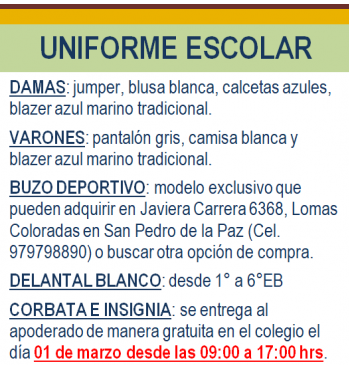 UNIFORME ESCOLAR
DAMAS: jumper, blusa blanca, calcetas azules,
blazer azul marino tradicional.
VARONES: pantalón gris, camisa blanca y
blazer azul marino tradicional.
BUZO DEPORTIVO: modelo exclusivo que
pueden adquirir en Javiera Carrera 6368, Lomas
Coloradas en San Pedro de la Paz (Cel.
979798890) o buscar otra opción de compra.
DELANTAL BLANCO: desde 1° a 6°EB
CORBATA E INSIGNIA: se entrega al
apoderado de manera gratuita en el colegio el
día 01 de marzo desde las 09:00 a 17:00 hrs.